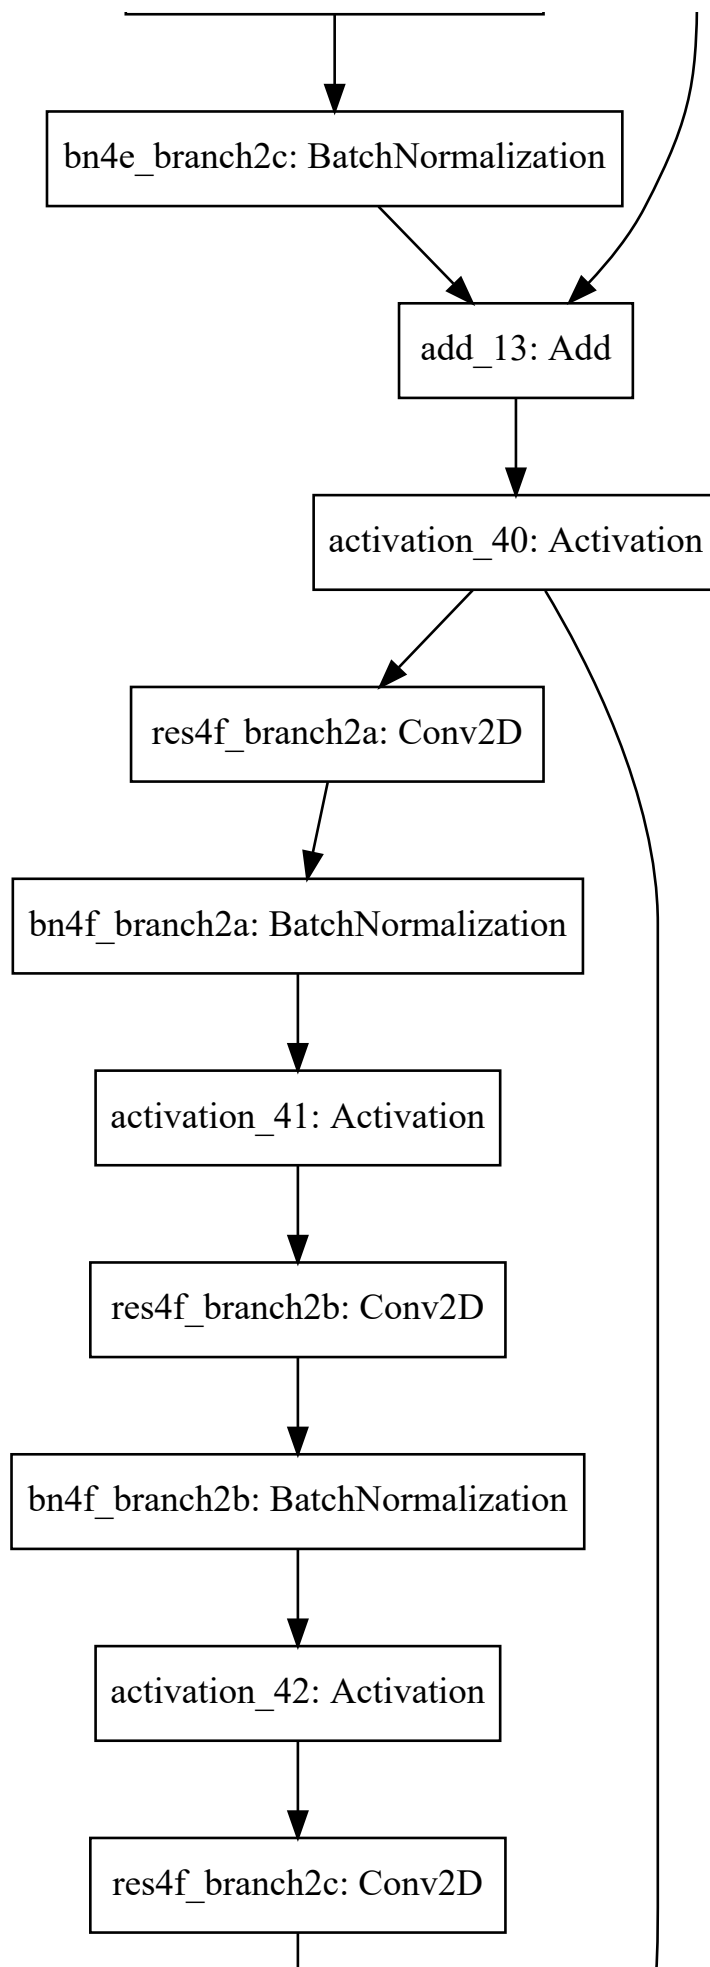 bn4e_branch2c: BatchNormalization
add_13: Add
activation_40: Activation
res4f_branch2a: Conv2D
bn4f_branch2a: BatchNormalization
activation_41: Activation
res4f_branch2b: Conv2D
bn4f_branch2b: BatchNormalization
activation_42: Activation
res4f_branch2c: Conv2D